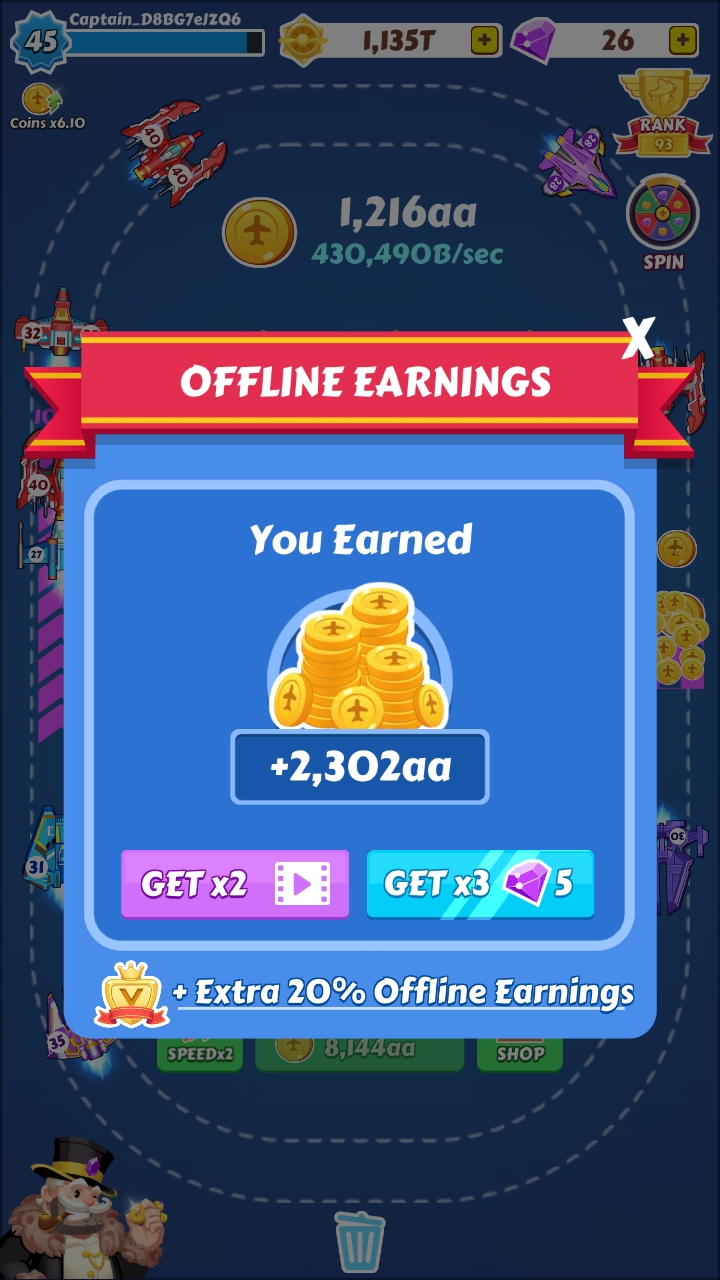 Captain_D8BG7eJZQ6
45
1,135T
26
Coins x6.10
RANK
93
40
40
28
28
1,216aa
430,490B/sec
SPIN
32
X
OFFLINE EARNINGS
40
You Earned
27
+2,302aa
31
30
GET x2
GET x3
5
+ Extra 20% Offline Earnings
35
SPEEDx2
8,144aa
SHOP